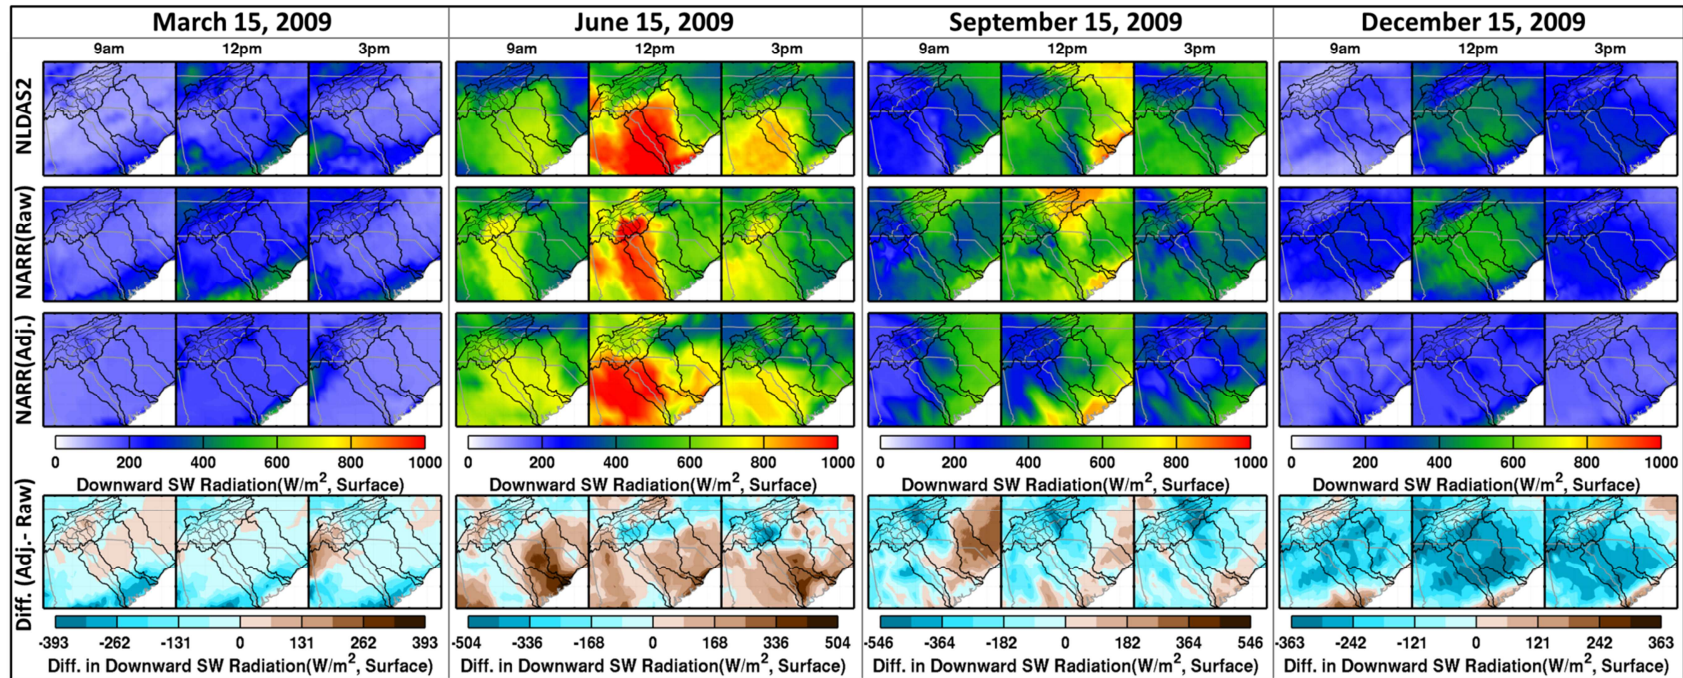 March 15, 2009 June 15, 2009 September 15, 2009 December 15, 2009
9am 12pm 3pm 9am 12pm 3pm 9am 12pm 3pm 9am 12pm 3pm
NLDAS2
NARR(Raw)
NARR(Adj.)
0 200 400 600 800 1000 0 200 400 600 800 1000 0 200 400 600 800 1000 0 200 400 600 800 1000
Downward SW Radiation(W/m², Surface) Downward SW Radiation(W/m², Surface) Downward SW Radiation(W/m², Surface) Downward SW Radiation(W/m², Surface)
Diff. (Adj.- Raw)
-393 -262 -131 0 131 262 393 -504 -336 -168 0 168 336 504 -546 -364 -182 0 182 364 546 -363 -242 -121 0 121 242 363
Diff. in Downward SW Radiation(W/m², Surface) Diff. in Downward SW Radiation(W/m², Surface) Diff. in Downward SW Radiation(W/m², Surface) Diff. in Downward SW Radiation(W/m², Surface)